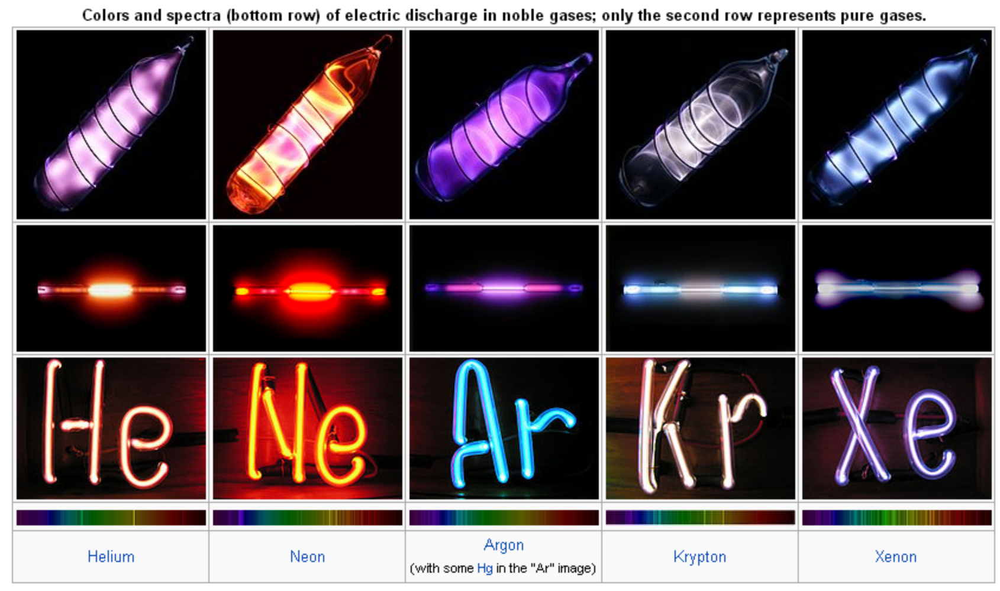 Colors and spectra (bottom row) of electric discharge in noble gases; only the second row represents pure gases.
He Ne Ar Kr Xe
Helium Neon Argon Krypton Xenon
(with some Hg in the "Ar" image)